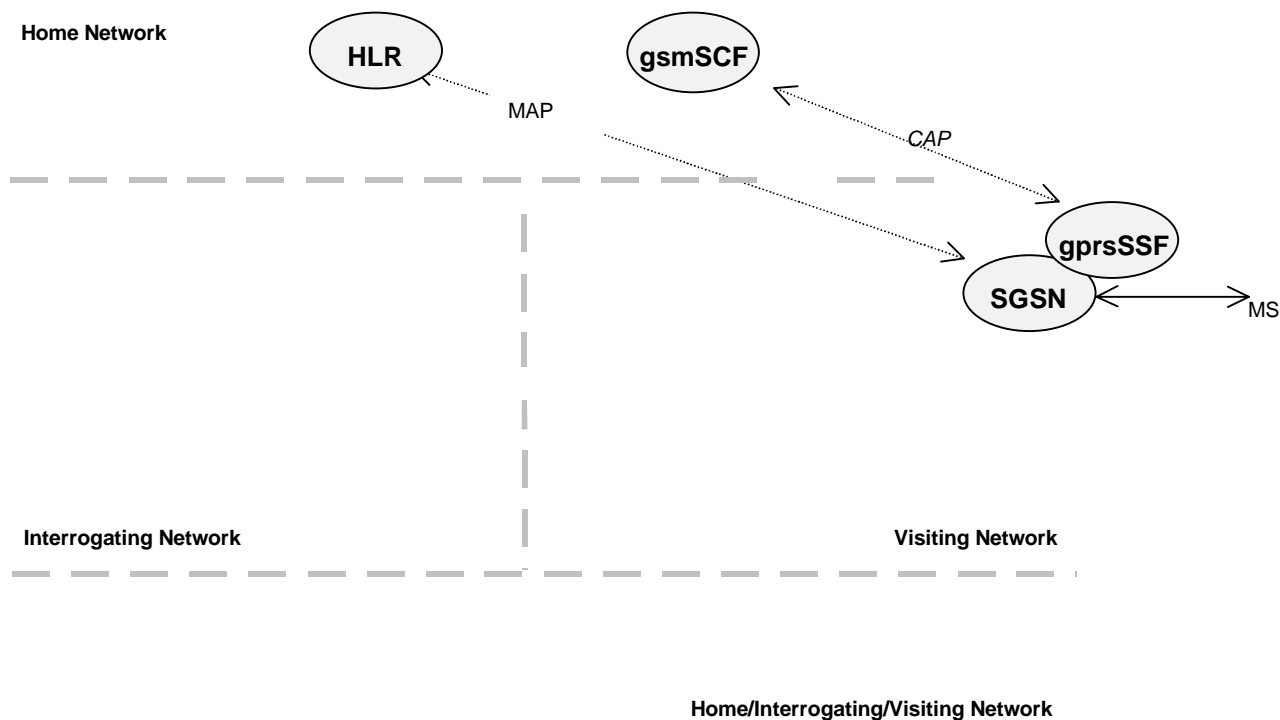 Home Network
HLR
gsmSCF
MAP
CAP
gprsSSF
SGSN
MS
Interrogating Network
Visiting Network
Home/Interrogating/Visiting Network